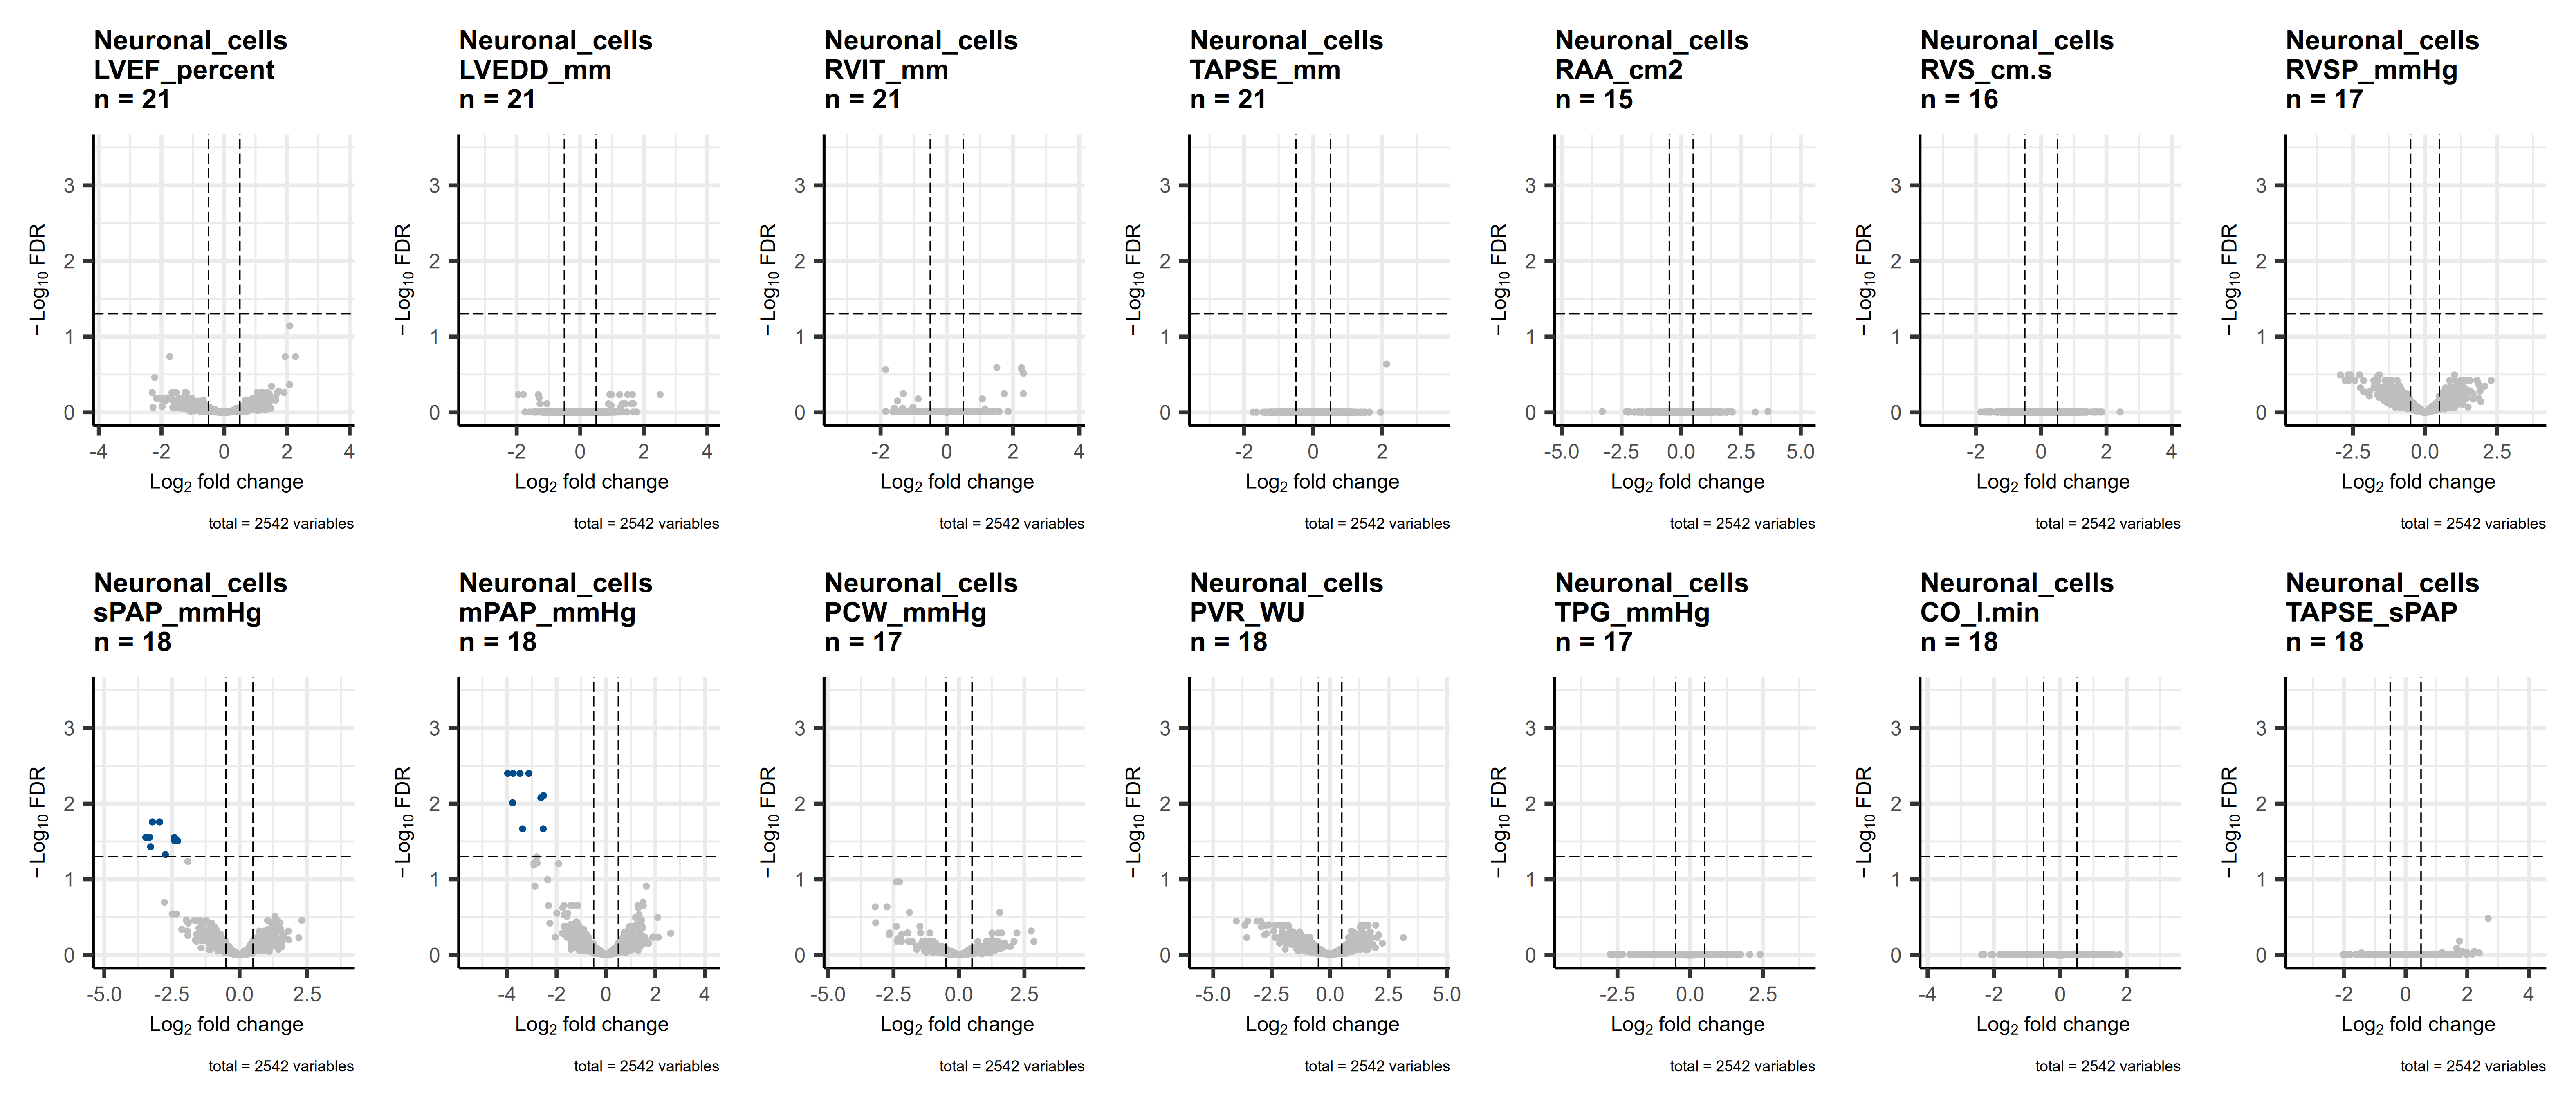 Neuronal_cells
LVEF_percent
n = 21
3
2
1
0
-4 -2 0 2 4
−Log10 FDR
Log2 fold change
total = 2542 variables
Neuronal_cells
LVEDD_mm
n = 21
3
2
1
0
-2 0 2 4
−Log10 FDR
Log2 fold change
total = 2542 variables
Neuronal_cells
RVIT_mm
n = 21
3
2
1
0
-2 0 2 4
−Log10 FDR
Log2 fold change
total = 2542 variables
Neuronal_cells
TAPSE_mm
n = 21
3
2
1
0
-2 0 2
−Log10 FDR
Log2 fold change
total = 2542 variables
Neuronal_cells
RAA_cm2
n = 15
3
2
1
0
-5.0 -2.5 0.0 2.5 5.0
−Log10 FDR
Log2 fold change
total = 2542 variables
Neuronal_cells
RVS_cm.s
n = 16
3
2
1
0
-2 0 2 4
−Log10 FDR
Log2 fold change
total = 2542 variables
Neuronal_cells
RVSP_mmHg
n = 17
3
2
1
0
-2.5 0.0 2.5
−Log10 FDR
Log2 fold change
total = 2542 variables
Neuronal_cells
sPAP_mmHg
n = 18
3
2
1
0
-5.0 -2.5 0.0 2.5
−Log10 FDR
Log2 fold change
total = 2542 variables
Neuronal_cells
mPAP_mmHg
n = 18
3
2
1
0
-4 -2 0 2 4
−Log10 FDR
Log2 fold change
total = 2542 variables
Neuronal_cells
PCW_mmHg
n = 17
3
2
1
0
-5.0 -2.5 0.0 2.5
−Log10 FDR
Log2 fold change
total = 2542 variables
Neuronal_cells
PVR_WU
n = 18
3
2
1
0
-5.0 -2.5 0.0 2.5 5.0
−Log10 FDR
Log2 fold change
total = 2542 variables
Neuronal_cells
TPG_mmHg
n = 17
3
2
1
0
-2.5 0.0 2.5
−Log10 FDR
Log2 fold change
total = 2542 variables
Neuronal_cells
CO_l.min
n = 18
3
2
1
0
-4 -2 0 2
−Log10 FDR
Log2 fold change
total = 2542 variables
Neuronal_cells
TAPSE_sPAP
n = 18
3
2
1
0
-2 0 2 4
−Log10 FDR
Log2 fold change
total = 2542 variables